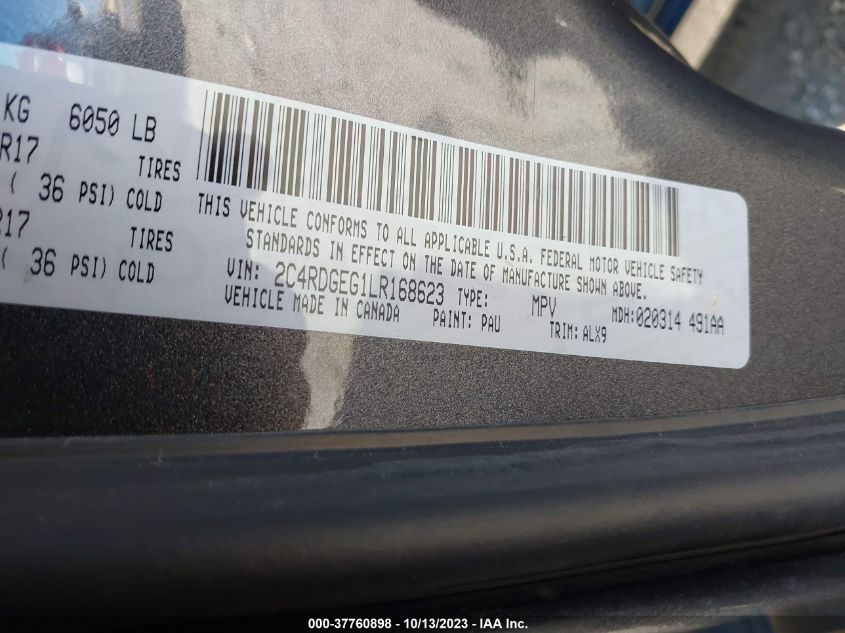 KG 6050 LB
R17 TIRES
( 36 PSI) COLD
R17 TIRES
( 36 PSI) COLD
THIS VEHICLE CONFORMS TO ALL APPLICABLE U.S.A. FEDERAL MOTOR VEHICLE SAFETY
STANDARDS IN EFFECT ON THE DATE OF MANUFACTURE SHOWN ABOVE.
VIN: 2C4RDGEG1LR168623 TYPE: MPV MDH:020314 491AA
VEHICLE MADE IN CANADA PAINT: PAU TRIM: ALX9
000-37760898 - 10/13/2023 - IAA Inc.